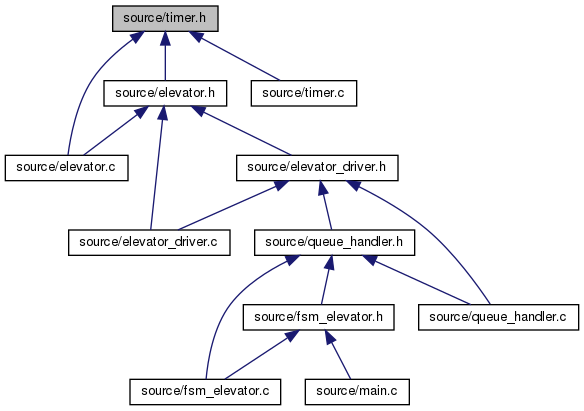 source/timer.h
source/elevator.h
source/timer.c
source/elevator.c
source/elevator_driver.h
source/elevator_driver.c
source/queue_handler.h
source/fsm_elevator.h
source/queue_handler.c
source/fsm_elevator.c
source/main.c